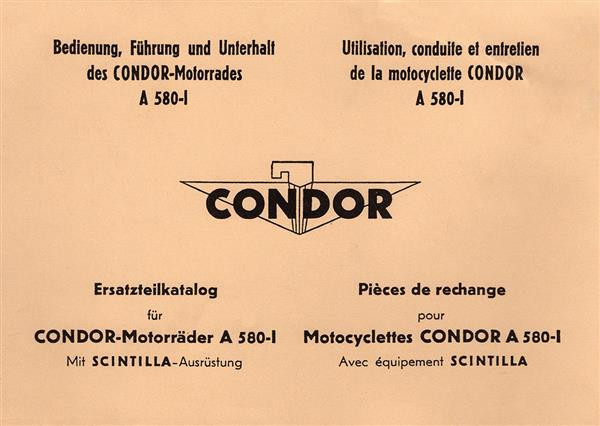 Bedienung, Führung und Unterhalt
des CONDOR-Motorrades
A 580-I
Utilisation, conduite et entretien
de la motocyclette CONDOR
A 580-I
CONDOR
Ersatzteilkatalog
für
CONDOR-Motorräder A 580-I
Mit SCINTILLA-Ausrüstung
Pièces de rechange
pour
Motocyclettes CONDOR A 580-I
Avec équipement SCINTILLA